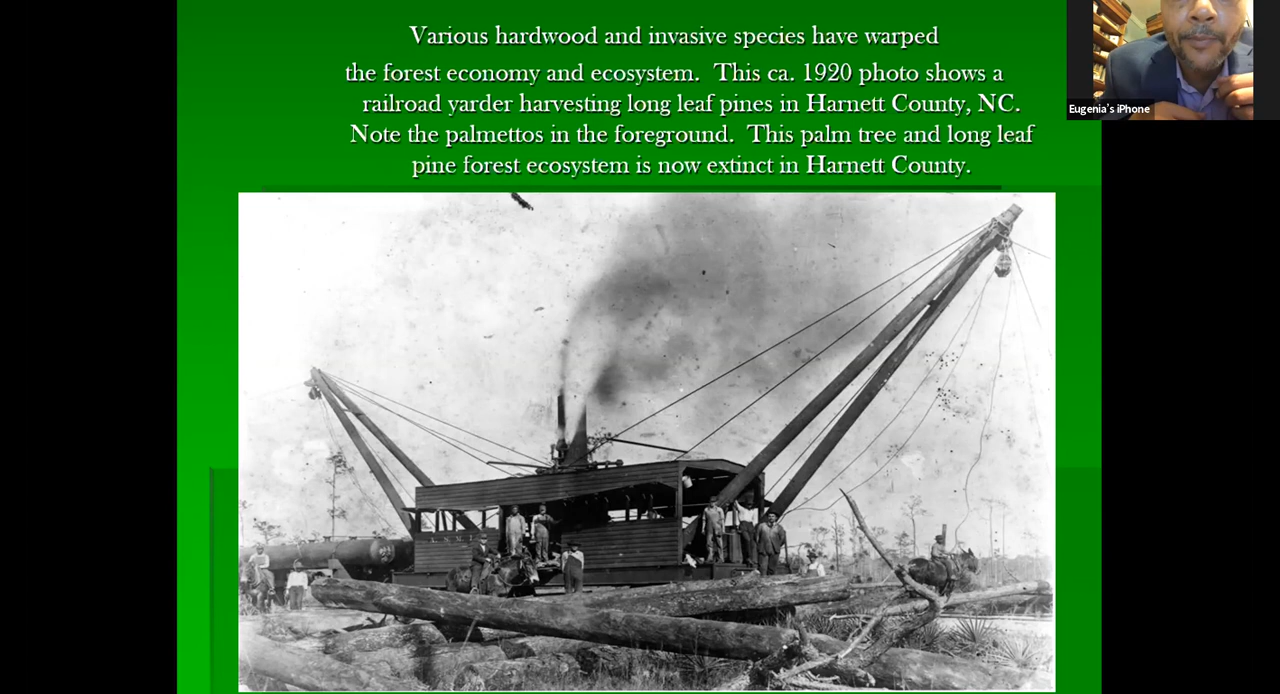 Various hardwood and invasive species have warped
the forest economy and ecosystem. This ca. 1920 photo shows a
railroad yarder harvesting long leaf pines in Harnett County, NC.
Note the palmettos in the foreground. This palm tree and long leaf
pine forest ecosystem is now extinct in Harnett County.
Eugenia's iPhone